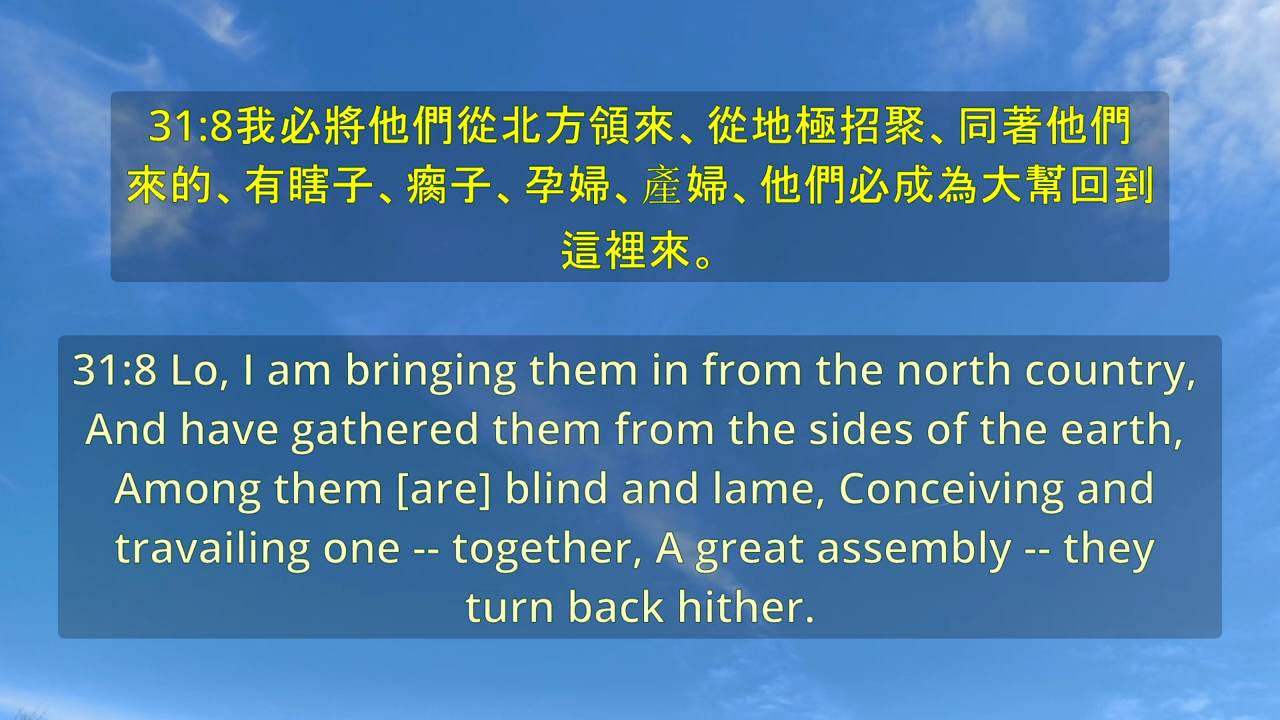 31:8我必將他們從北方領來、從地極招聚、同著他們
來的、有瞎子、瘸子、孕婦、產婦、他們必成為大幫回到
這裡來。
31:8 Lo, I am bringing them in from the north country,
And have gathered them from the sides of the earth,
Among them [are] blind and lame, Conceiving and
travailing one -- together, A great assembly -- they
turn back hither.